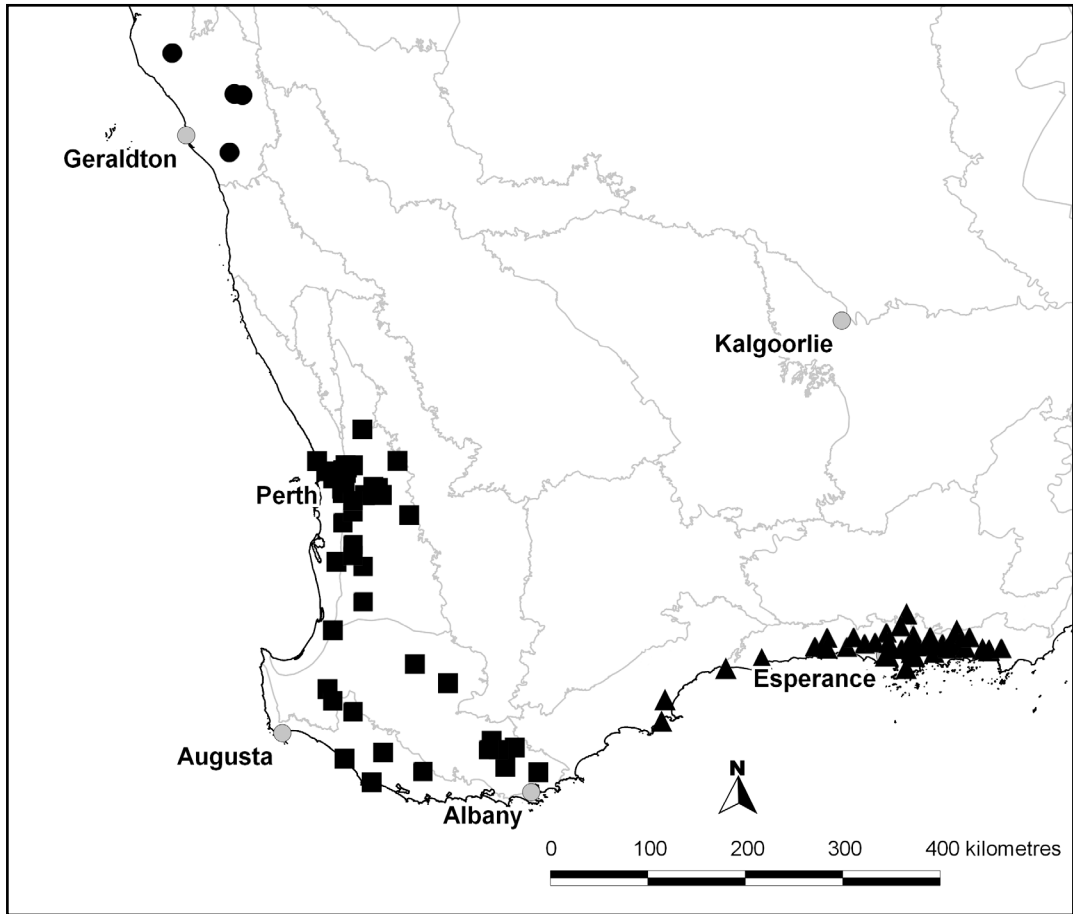 Geraldton
Kalgoorlie
Perth
Esperance
Augusta
N
Albany
0 100 200 300 400 kilometres